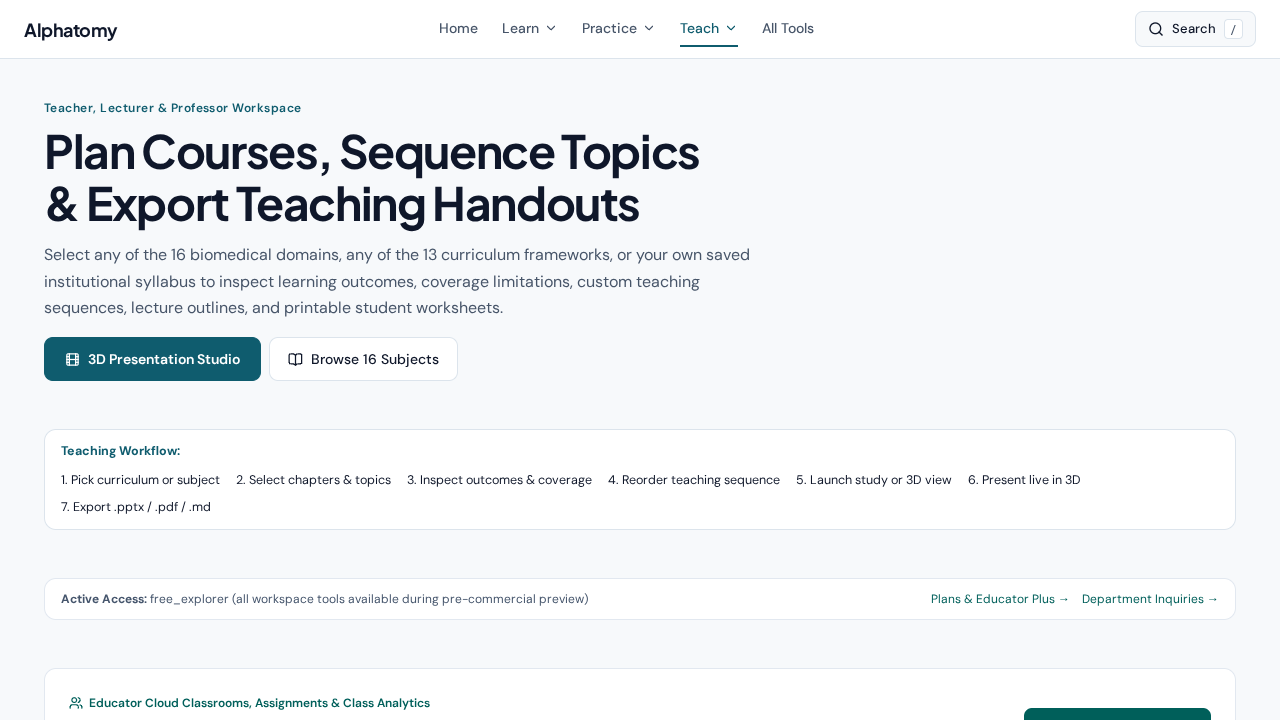 Alphatomy
Home
Learn
Practice
Teach
All Tools
Search /
Teacher, Lecturer & Professor Workspace
Plan Courses, Sequence Topics
& Export Teaching Handouts
Select any of the 16 biomedical domains, any of the 13 curriculum frameworks, or your own saved
institutional syllabus to inspect learning outcomes, coverage limitations, custom teaching
sequences, lecture outlines, and printable student worksheets.
3D Presentation Studio
Browse 16 Subjects
Teaching Workflow:
1. Pick curriculum or subject
2. Select chapters & topics
3. Inspect outcomes & coverage
4. Reorder teaching sequence
5. Launch study or 3D view
6. Present live in 3D
7. Export .pptx / .pdf / .md
Active Access: free_explorer (all workspace tools available during pre-commercial preview)
Plans & Educator Plus →
Department Inquiries →
Educator Cloud Classrooms, Assignments & Class Analytics